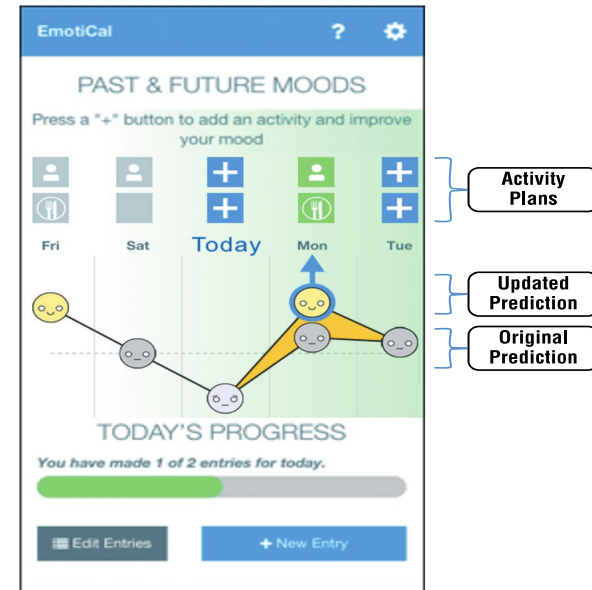 EmotiCal ?
PAST & FUTURE MOODS
Press a "+" button to add an activity and improve
your mood
Activity
Plans
Fri Sat Today Mon Tue
Updated
Prediction
Original
Prediction
TODAY'S PROGRESS
You have made 1 of 2 entries for today.
Edit Entries + New Entry